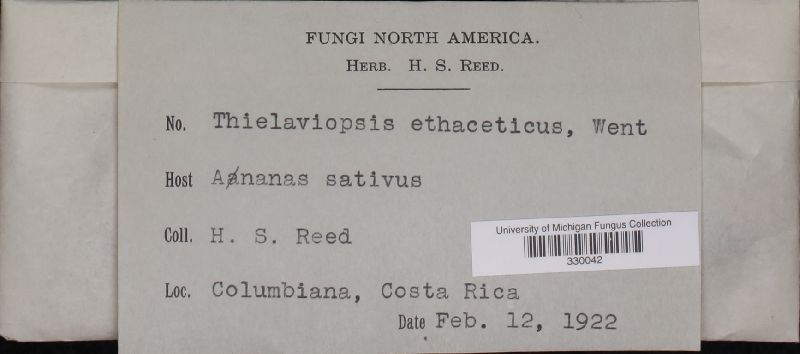 FUNGI NORTH AMERICA.
HERB. H. S. REED.
No. Thielaviopsis ethaceticus, Went
Host Ananas sativus
Coll. H. S. Reed
University of Michigan Fungus Collection
330042
Loc. Columbiana, Costa Rica
Date Feb. 12, 1922